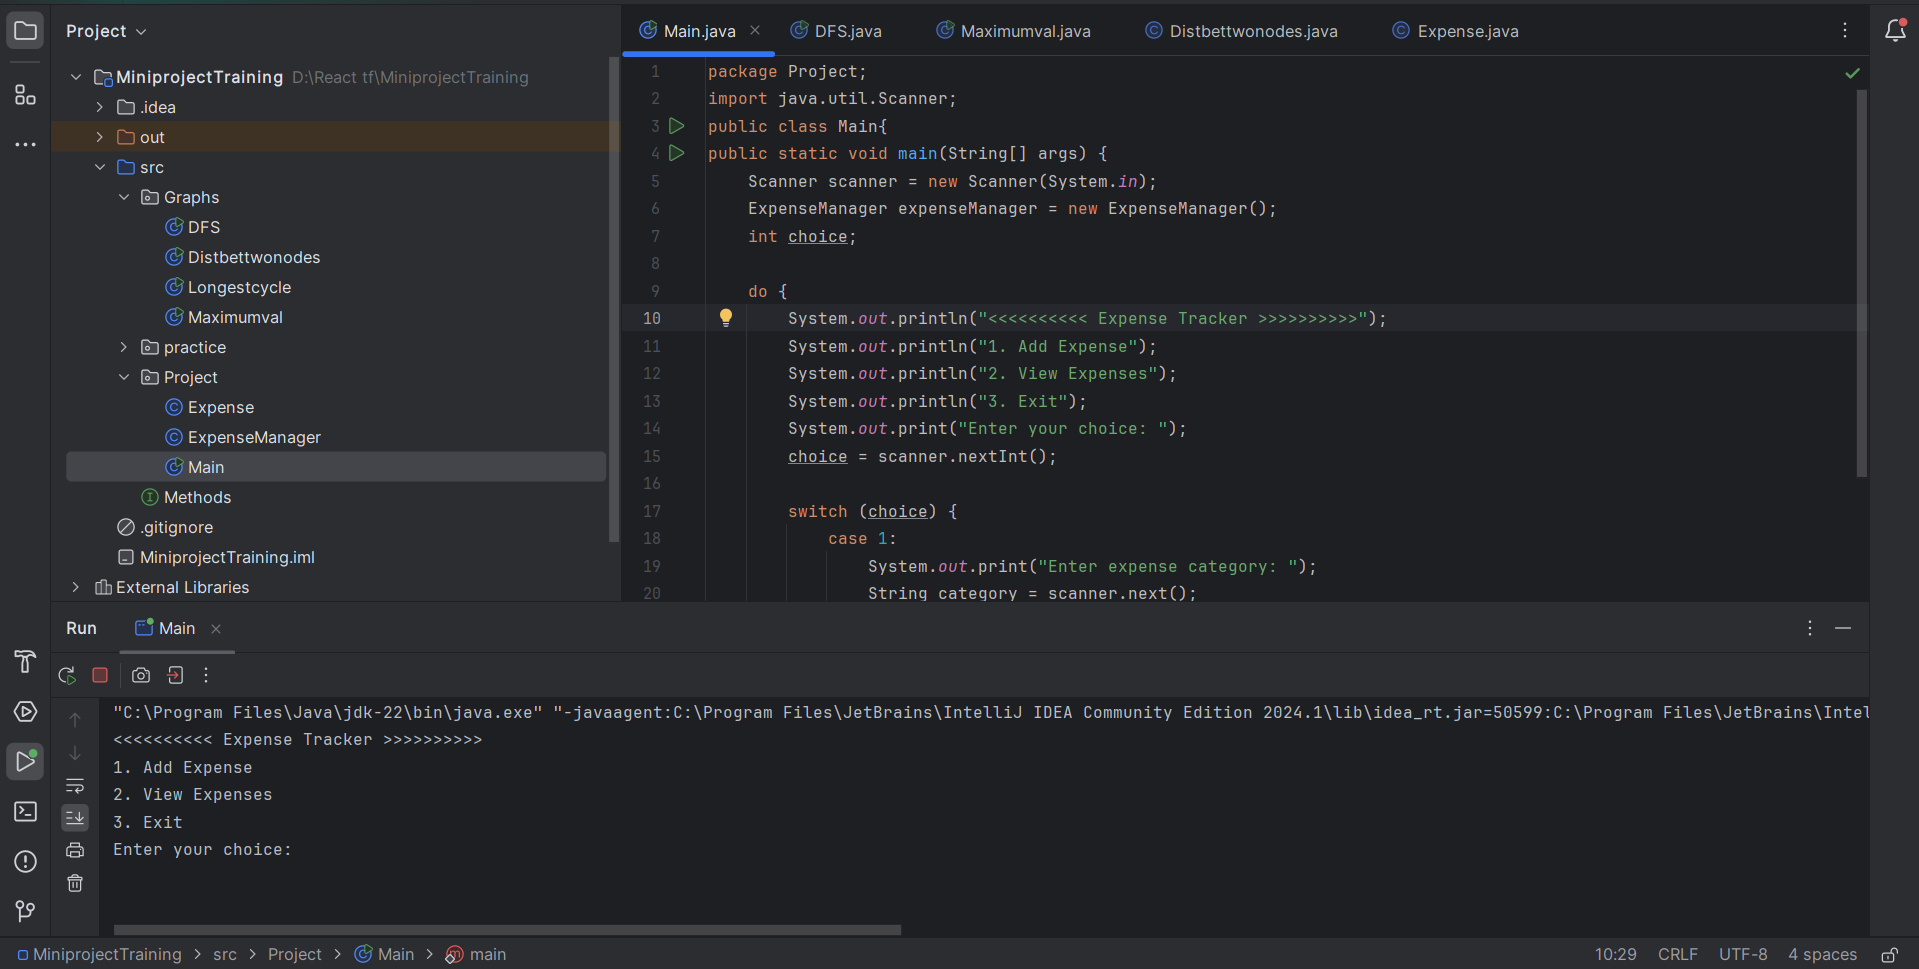 Project
Main.java
DFS.java
Maximumval.java
Distbettwonodes.java
Expense.java
MiniprojectTraining D:\React tf\MiniprojectTraining
.idea
out
src
Graphs
DFS
Distbettwonodes
Longestcycle
Maximumval
practice
Project
Expense
ExpenseManager
Main
Methods
.gitignore
MiniprojectTraining.iml
External Libraries
1 package Project;
2 import java.util.Scanner;
3 public class Main{
4 public static void main(String[] args) {
5 Scanner scanner = new Scanner(System.in);
6 ExpenseManager expenseManager = new ExpenseManager();
7 int choice;
8
9 do {
10 System.out.println("<<<<<<<<<< Expense Tracker >>>>>>>>>>");
11 System.out.println("1. Add Expense");
12 System.out.println("2. View Expenses");
13 System.out.println("3. Exit");
14 System.out.print("Enter your choice: ");
15 choice = scanner.nextInt();
16
17 switch (choice) {
18 case 1:
19 System.out.print("Enter expense category: ");
20 String category = scanner.next();
Run Main
"C:\Program Files\Java\jdk-22\bin\java.exe" "-javaagent:C:\Program Files\JetBrains\IntelliJ IDEA Community Edition 2024.1\lib\idea_rt.jar=50599:C:\Program Files\JetBrains\Intel
<<<<<<<<<< Expense Tracker >>>>>>>>>>
1. Add Expense
2. View Expenses
3. Exit
Enter your choice:
MiniprojectTraining > src > Project > Main > main
10:29 CRLF UTF-8 4 spaces